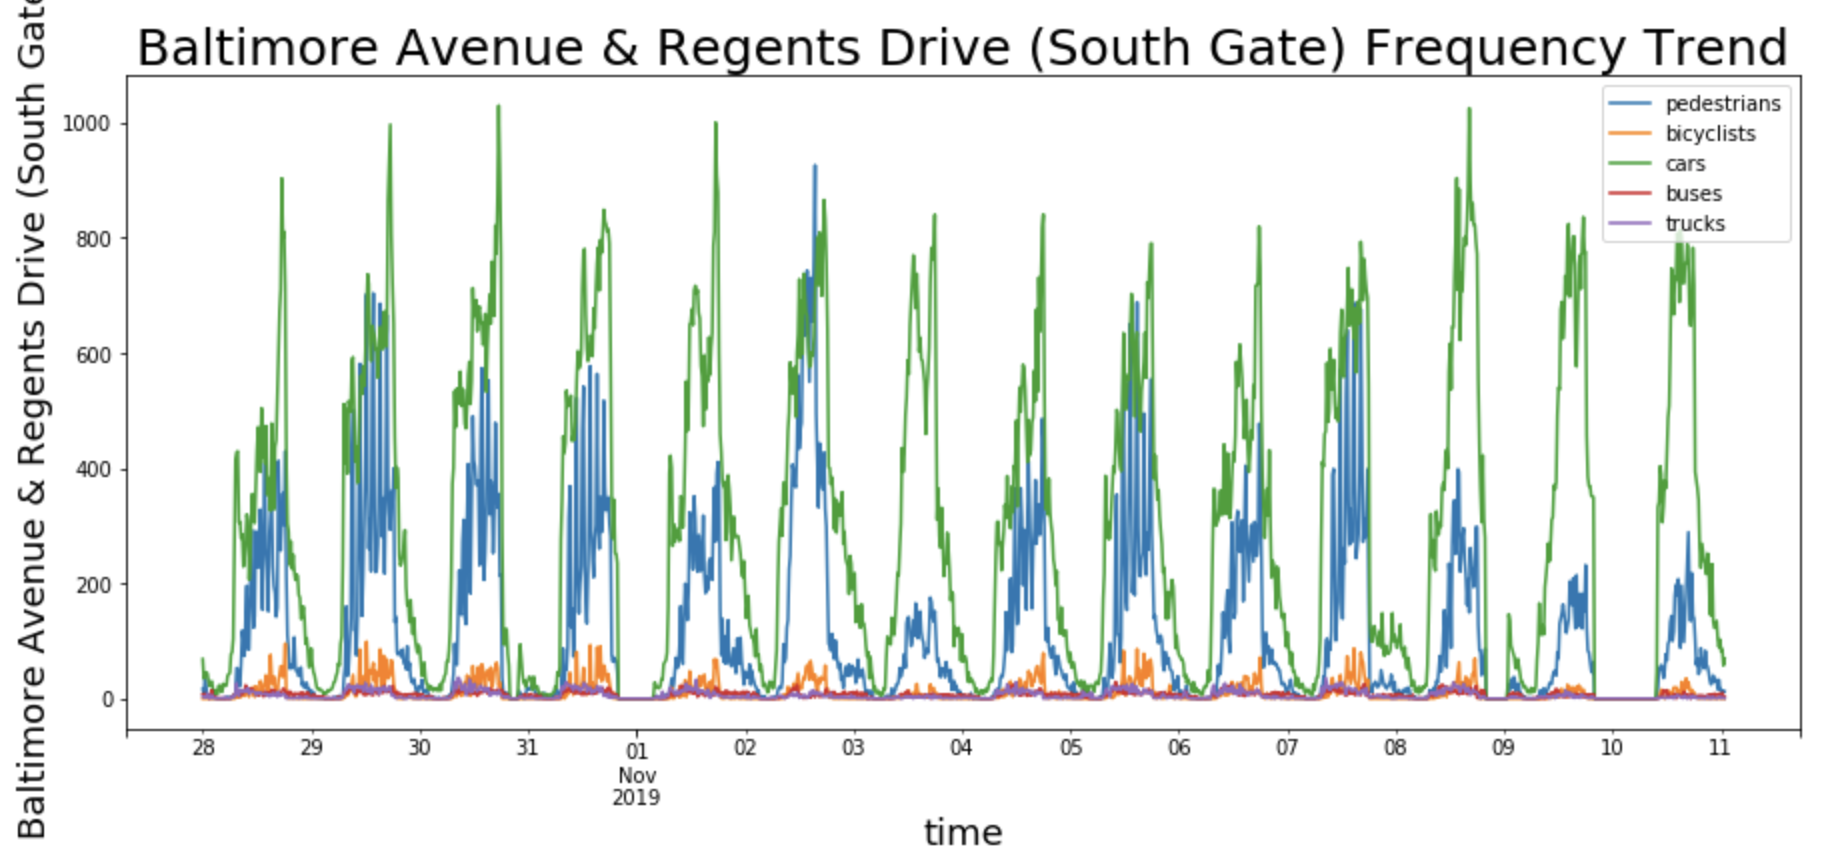 Baltimore Avenue & Regents Drive (South Gate) Frequency Trend
Baltimore Avenue & Regents Drive (South Gate
1000
800
600
400
200
0
pedestrians
bicyclists
cars
buses
trucks
28 29 30 31 01 02 03 04 05 06 07 08 09 10 11
Nov
2019
time